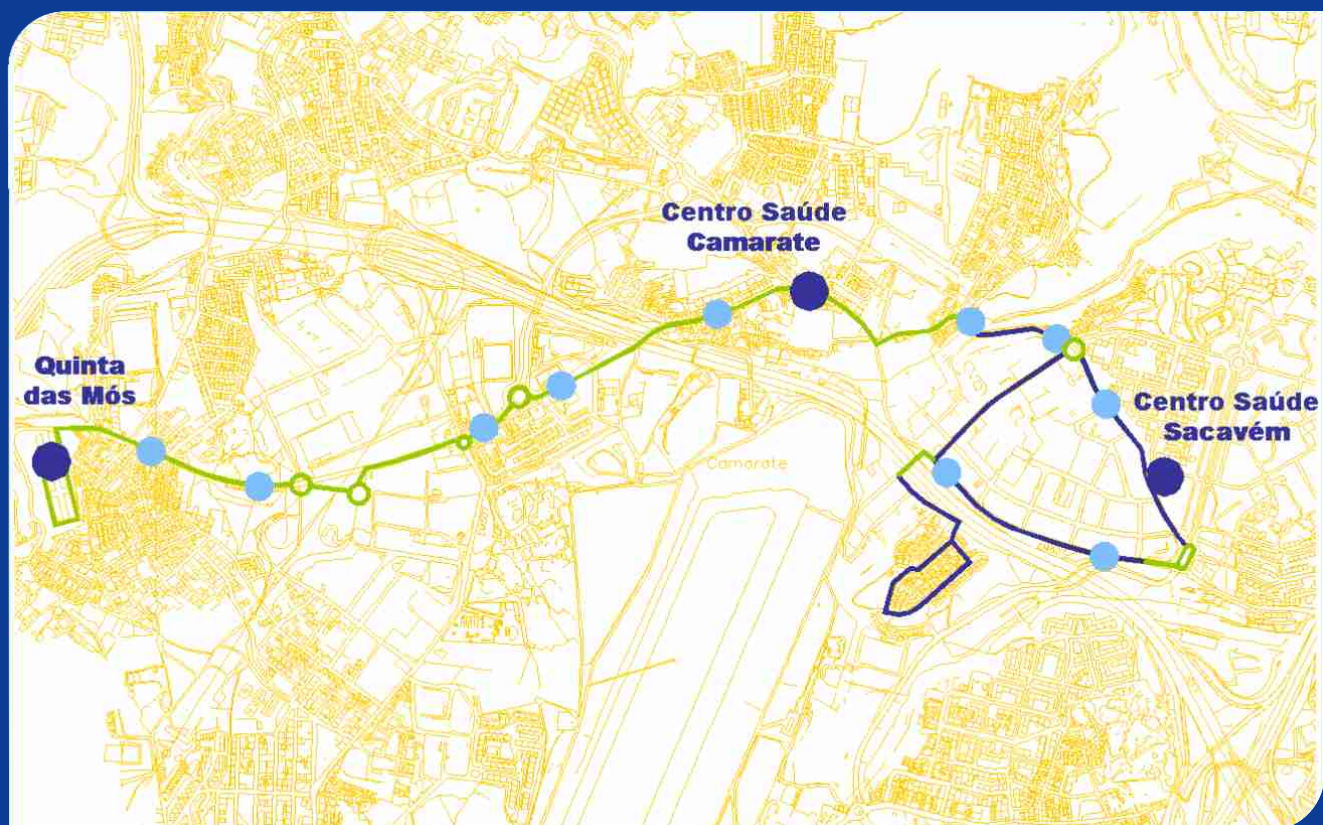 Centro Saúde
Camarate
Quinta
das Mós
Centro Saúde
Sacavém
Camarate